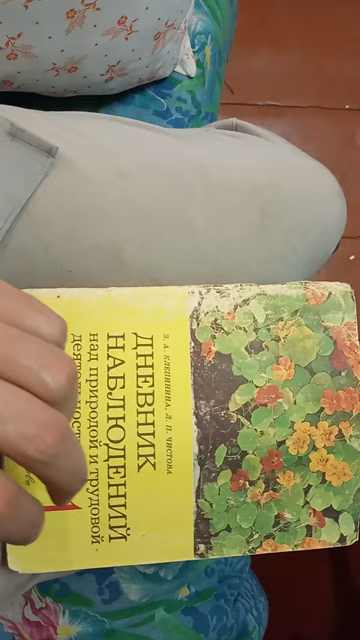 З. А. КЛЕПИНИНА, Л. П. ЧИСТОВА
ДНЕВНИК
НАБЛЮДЕНИЙ
над природой и трудовой